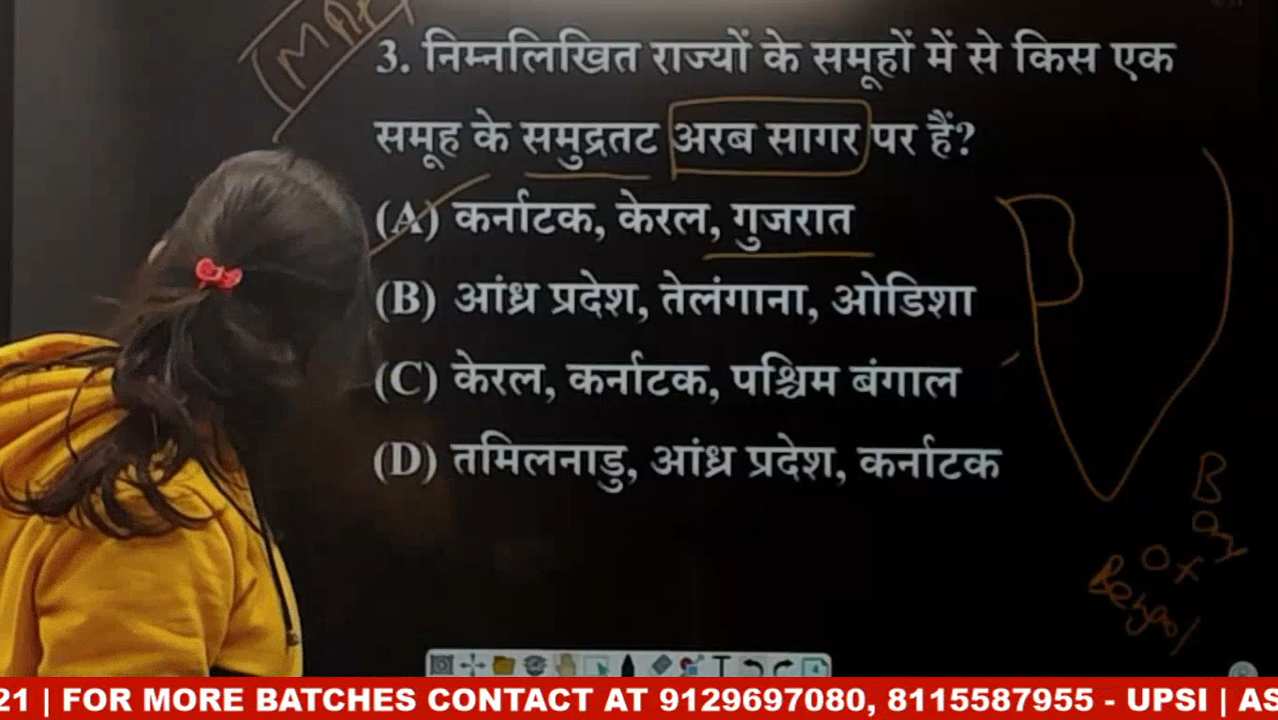 Map
3. निम्नलिखित राज्यों के समूहों में से किस एक
समूह के समुद्रतट अरब सागर पर हैं?
(A) कर्नाटक, केरल, गुजरात
(B) आंध्र प्रदेश, तेलंगाना, ओडिशा
(C) केरल, कर्नाटक, पश्चिम बंगाल
(D) तमिलनाडु, आंध्र प्रदेश, कर्नाटक
Bay
Of
Bengal
21 | FOR MORE BATCHES CONTACT AT 9129697080, 8115587955 - UPSI | AS